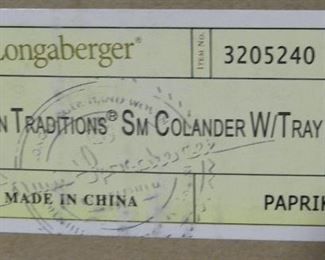 Longaberger®
ITEM NO.
3205240
N TRADITIONS® SM COLANDER W/TRAY
MADE IN CHINA
PAPRIK